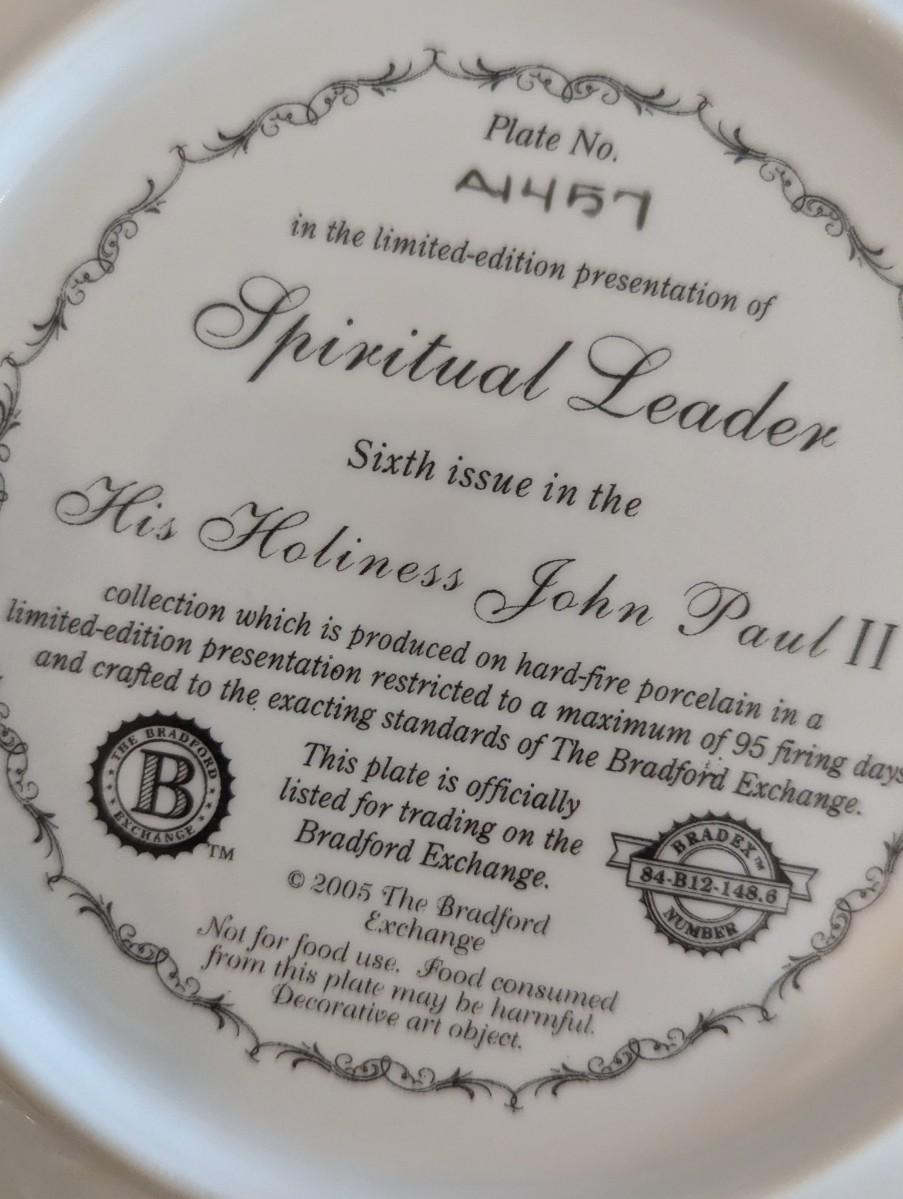 Plate No.
A1457
in the limited-edition presentation of
Spiritual Leader
Sixth issue in the
His Holiness John Paul II
collection which is produced on hard-fire porcelain in a
limited-edition presentation restricted to a maximum of 95 firing days
and crafted to the exacting standards of The Bradford Exchange.
THE BRADFORD
B
EXCHANGE
TM
This plate is officially
listed for trading on the
Bradford Exchange.
BRADEX™
84-B12-148.6
NUMBER
© 2005 The Bradford
Exchange
Not for food use. Food consumed
from this plate may be harmful.
Decorative art object.